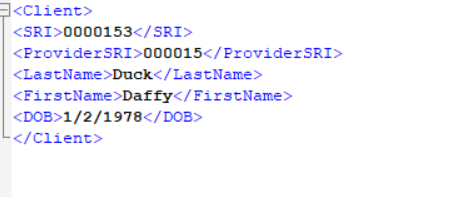 <Client>
<SRI>0000153</SRI>
<ProviderSRI>000015</ProviderSRI>
<LastName>Duck</LastName>
<FirstName>Daffy</FirstName>
<DOB>1/2/1978</DOB>
</Client>